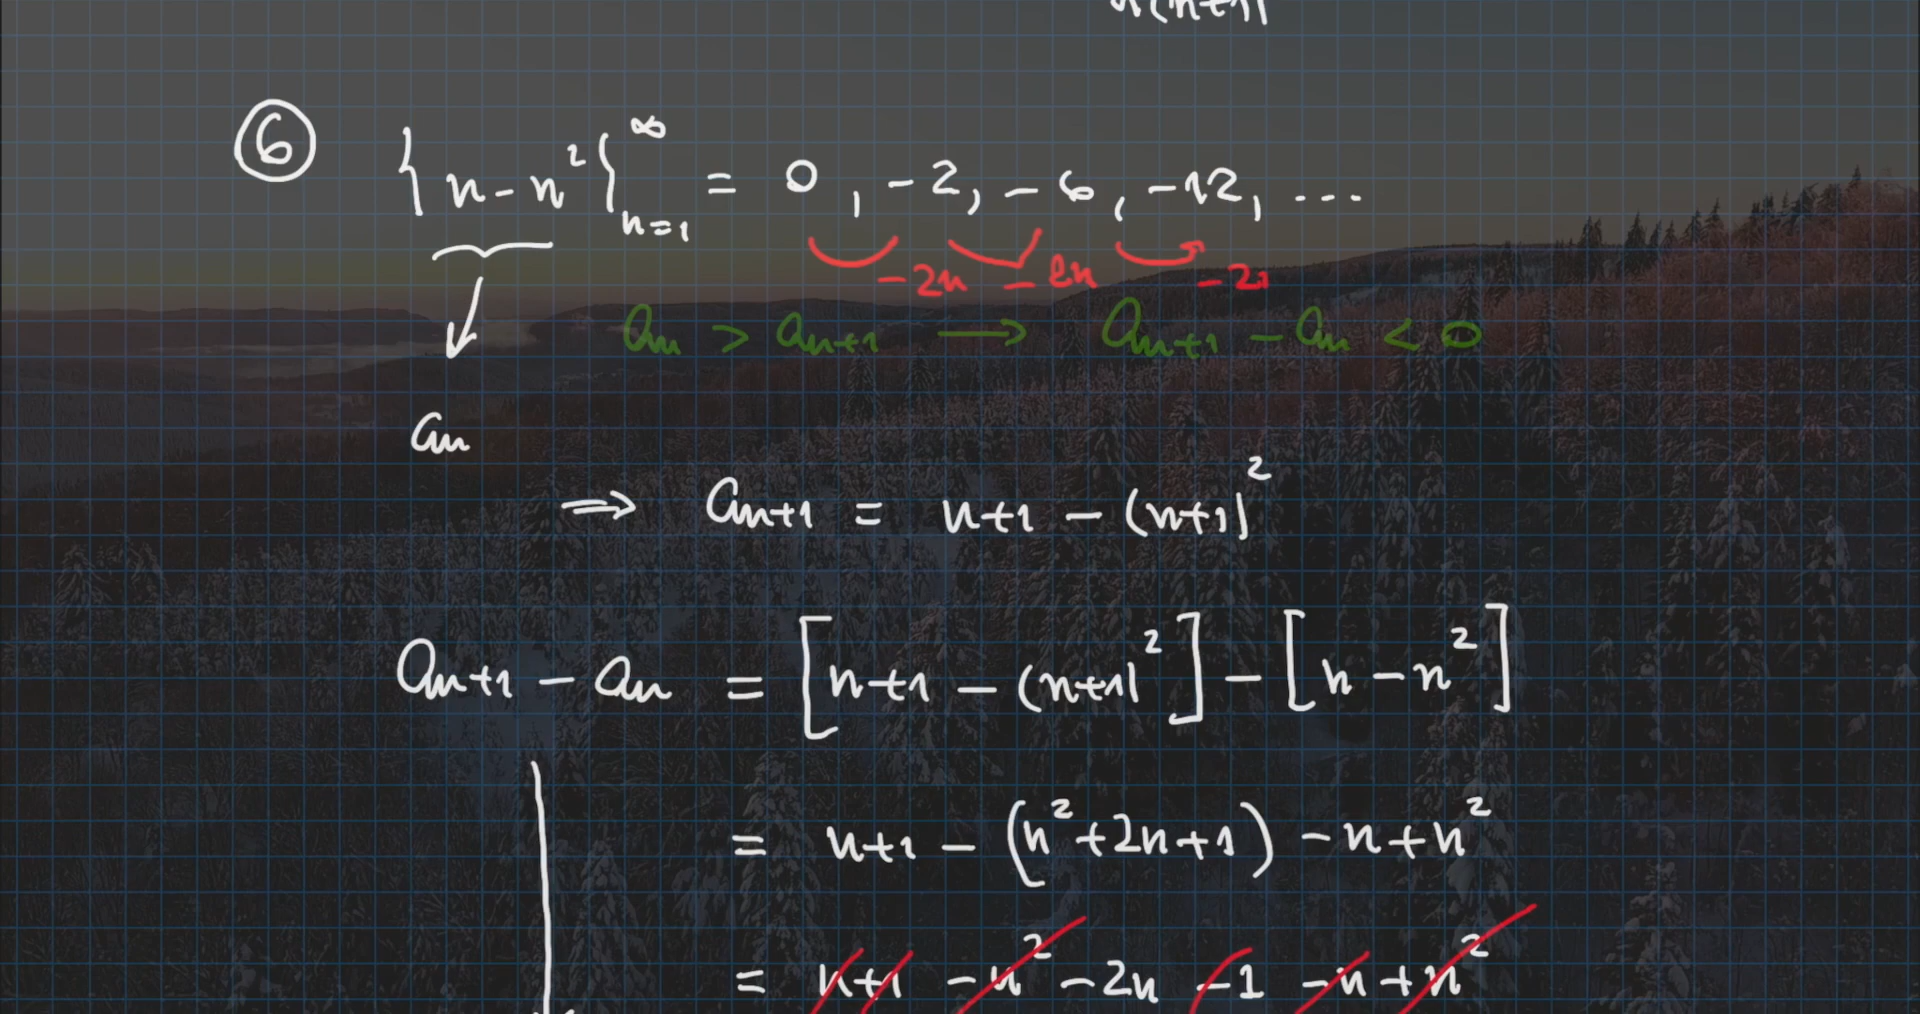 n(n+1)
⑥ {n-n²}∞n=1 = 0, -2, -6, -12, ...
-2n -2n -2n
an > an+1 → an+1 - an < 0
an
⇒ an+1 = n+1 - (n+1)²
an+1 - an = [n+1 - (n+1)²] - [n - n²]
= n+1 - (n²+2n+1) - n + n²
= n+1 - n² - 2n - 1 - n + n²